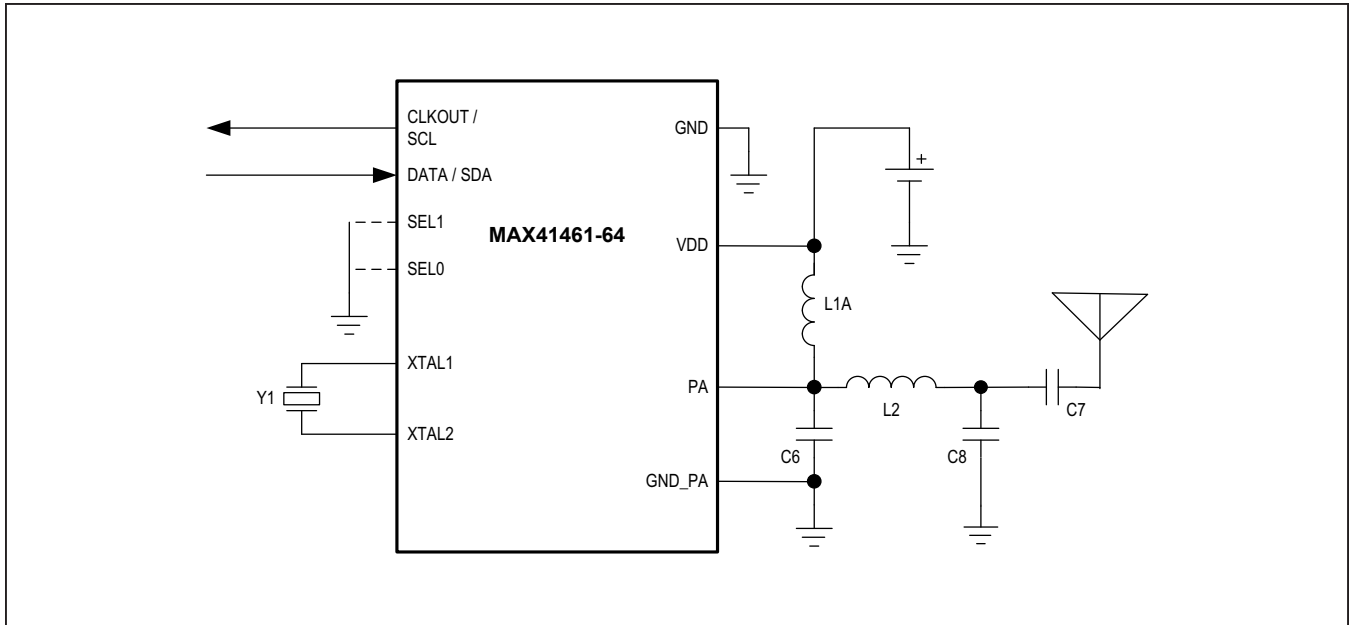 CLKOUT /
SCL
DATA / SDA
SEL1
SEL0
XTAL1
XTAL2
Y1
MAX41461-64
GND
VDD
PA
GND_PA
+
L1A
L2
C6
C8
C7